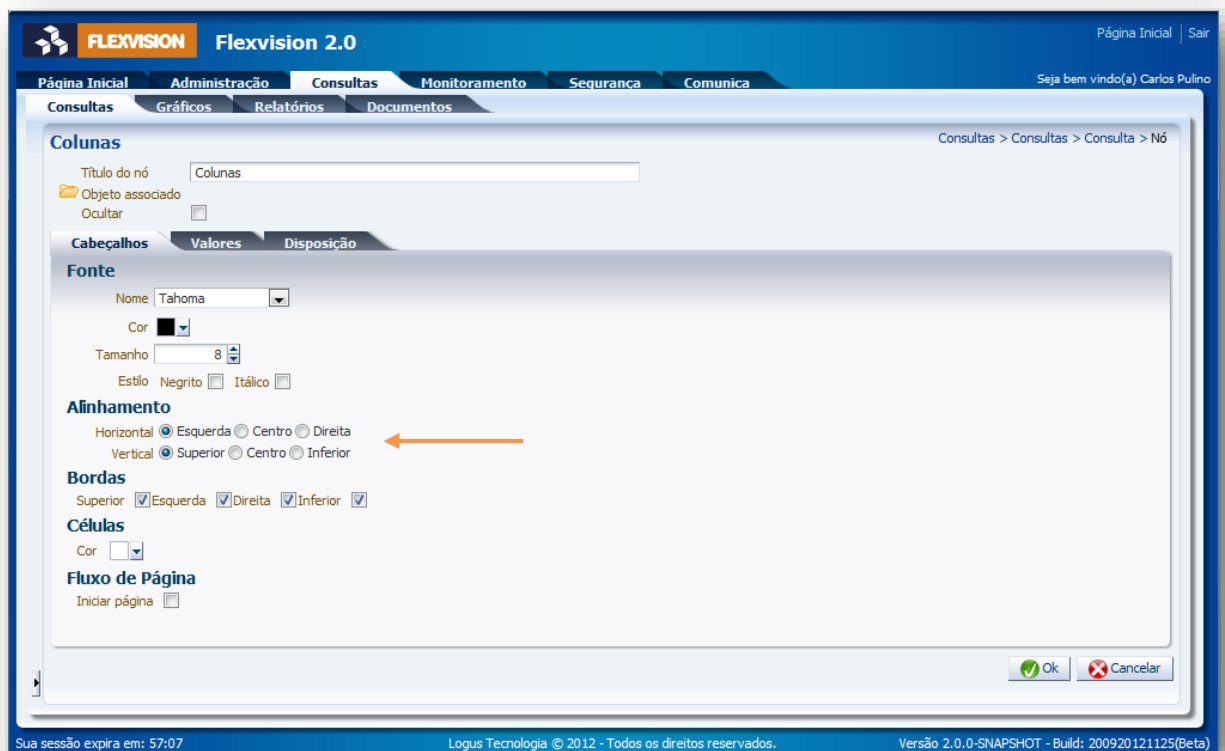 FLEXVISION Flexvision 2.0
Página Inicial Sair
Página Inicial Administração Consultas Monitoramento Segurança Comunica
Seja bem vindo(a) Carlos Pulino
Consultas Gráficos Relatórios Documentos
Colunas
Consultas > Consultas > Consulta > Nó
Título do nó Colunas
Objeto associado
Ocultar
Cabeçalhos Valores Disposição
Fonte
Nome Tahoma
Cor
Tamanho 8
Estilo Negrito Itálico
Alinhamento
Horizontal Esquerda Centro Direita
Vertical Superior Centro Inferior
Bordas
Superior Esquerda Direita Inferior
Células
Cor
Fluxo de Página
Iniciar página
Ok Cancelar
Sua sessão expira em: 57:07
Logus Tecnologia © 2012 - Todos os direitos reservados.
Versão 2.0.0-SNAPSHOT - Build: 200920121125(Beta)